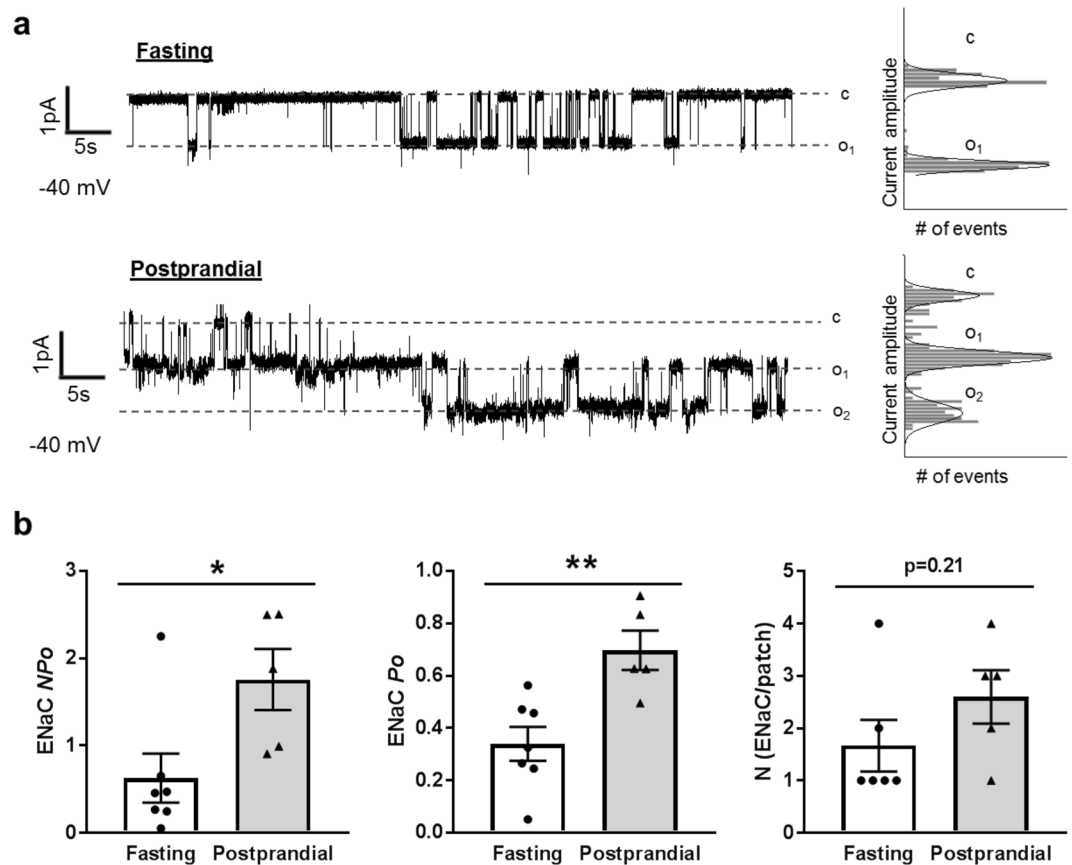 a
Fasting
1pA
5s
-40 mV
c
o₁
c
o₁
Current amplitude
# of events
Postprandial
1pA
5s
-40 mV
c
o₁
o₂
c
o₁
o₂
Current amplitude
# of events
b
*
ENaC NPo
3
2
1
0
Fasting Postprandial
**
ENaC Po
1.0
0.8
0.6
0.4
0.2
0.0
Fasting Postprandial
p=0.21
N (ENaC/patch)
5
4
3
2
1
0
Fasting Postprandial